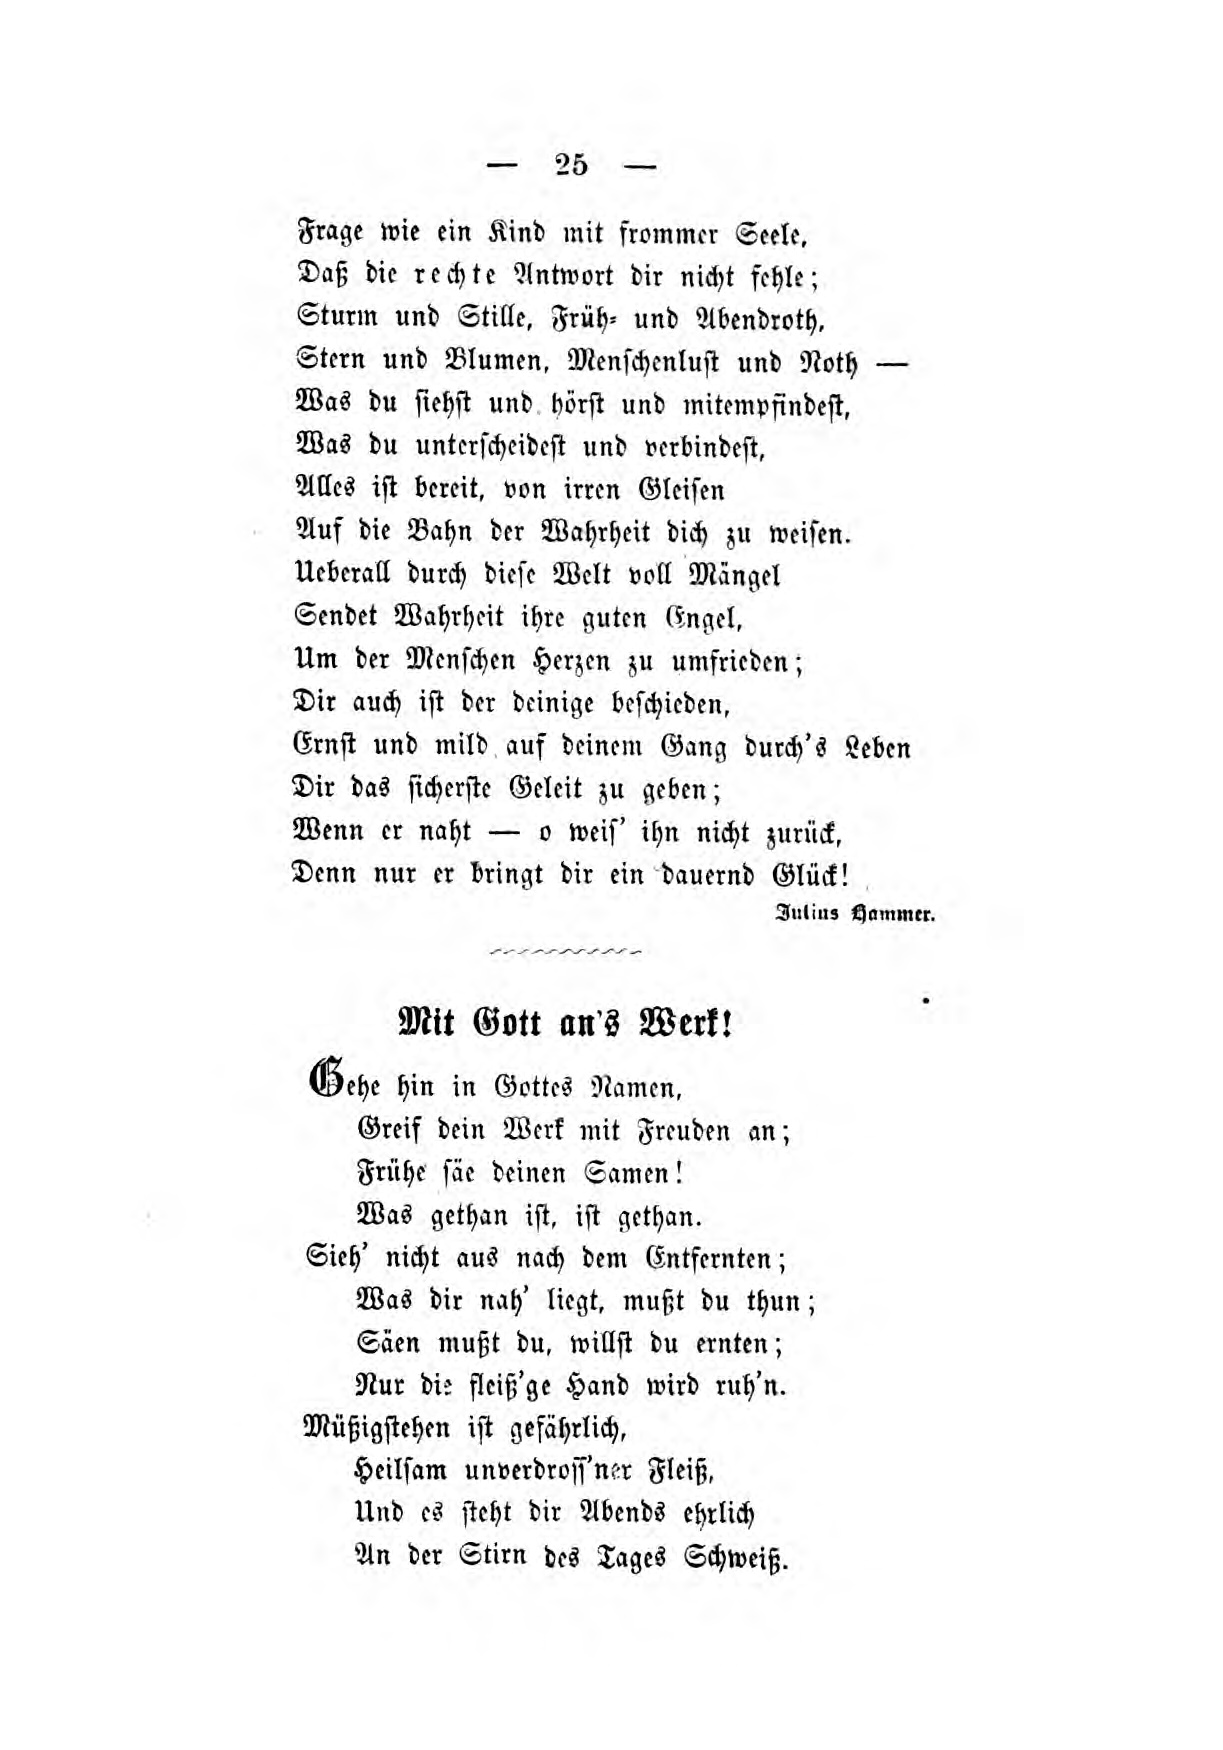 — 25 —
Frage wie ein Kind mit frommer Seele,
Daß die rechte Antwort dir nicht fehle;
Sturm und Stille, Früh- und Abendroth,
Stern und Blumen, Menschenlust und Noth —
Was du siehst und hörst und mitempfindest,
Was du unterscheidest und verbindest,
Alles ist bereit, von irren Gleisen
Auf die Bahn der Wahrheit dich zu weisen.
Ueberall durch diese Welt voll Mängel
Sendet Wahrheit ihre guten Engel,
Um der Menschen Herzen zu umfrieden;
Dir auch ist der deinige beschieden,
Ernst und mild auf deinem Gang durch's Leben
Dir das sicherste Geleit zu geben;
Wenn er naht — o weis' ihn nicht zurück,
Denn nur er bringt dir ein dauernd Glück!
Julius Hammer.
Mit Gott an's Werk!
Gehe hin in Gottes Namen,
Greif dein Werk mit Freuden an;
Frühe säe deinen Samen!
Was gethan ist, ist gethan.
Sieh' nicht aus nach dem Entfernten;
Was dir nah' liegt, mußt du thun;
Säen mußt du, willst du ernten;
Nur die fleiß'ge Hand wird ruh'n.
Müßigstehen ist gefährlich,
Heilsam unverdross'ner Fleiß,
Und es steht dir Abends ehrlich
An der Stirn des Tages Schweiß.